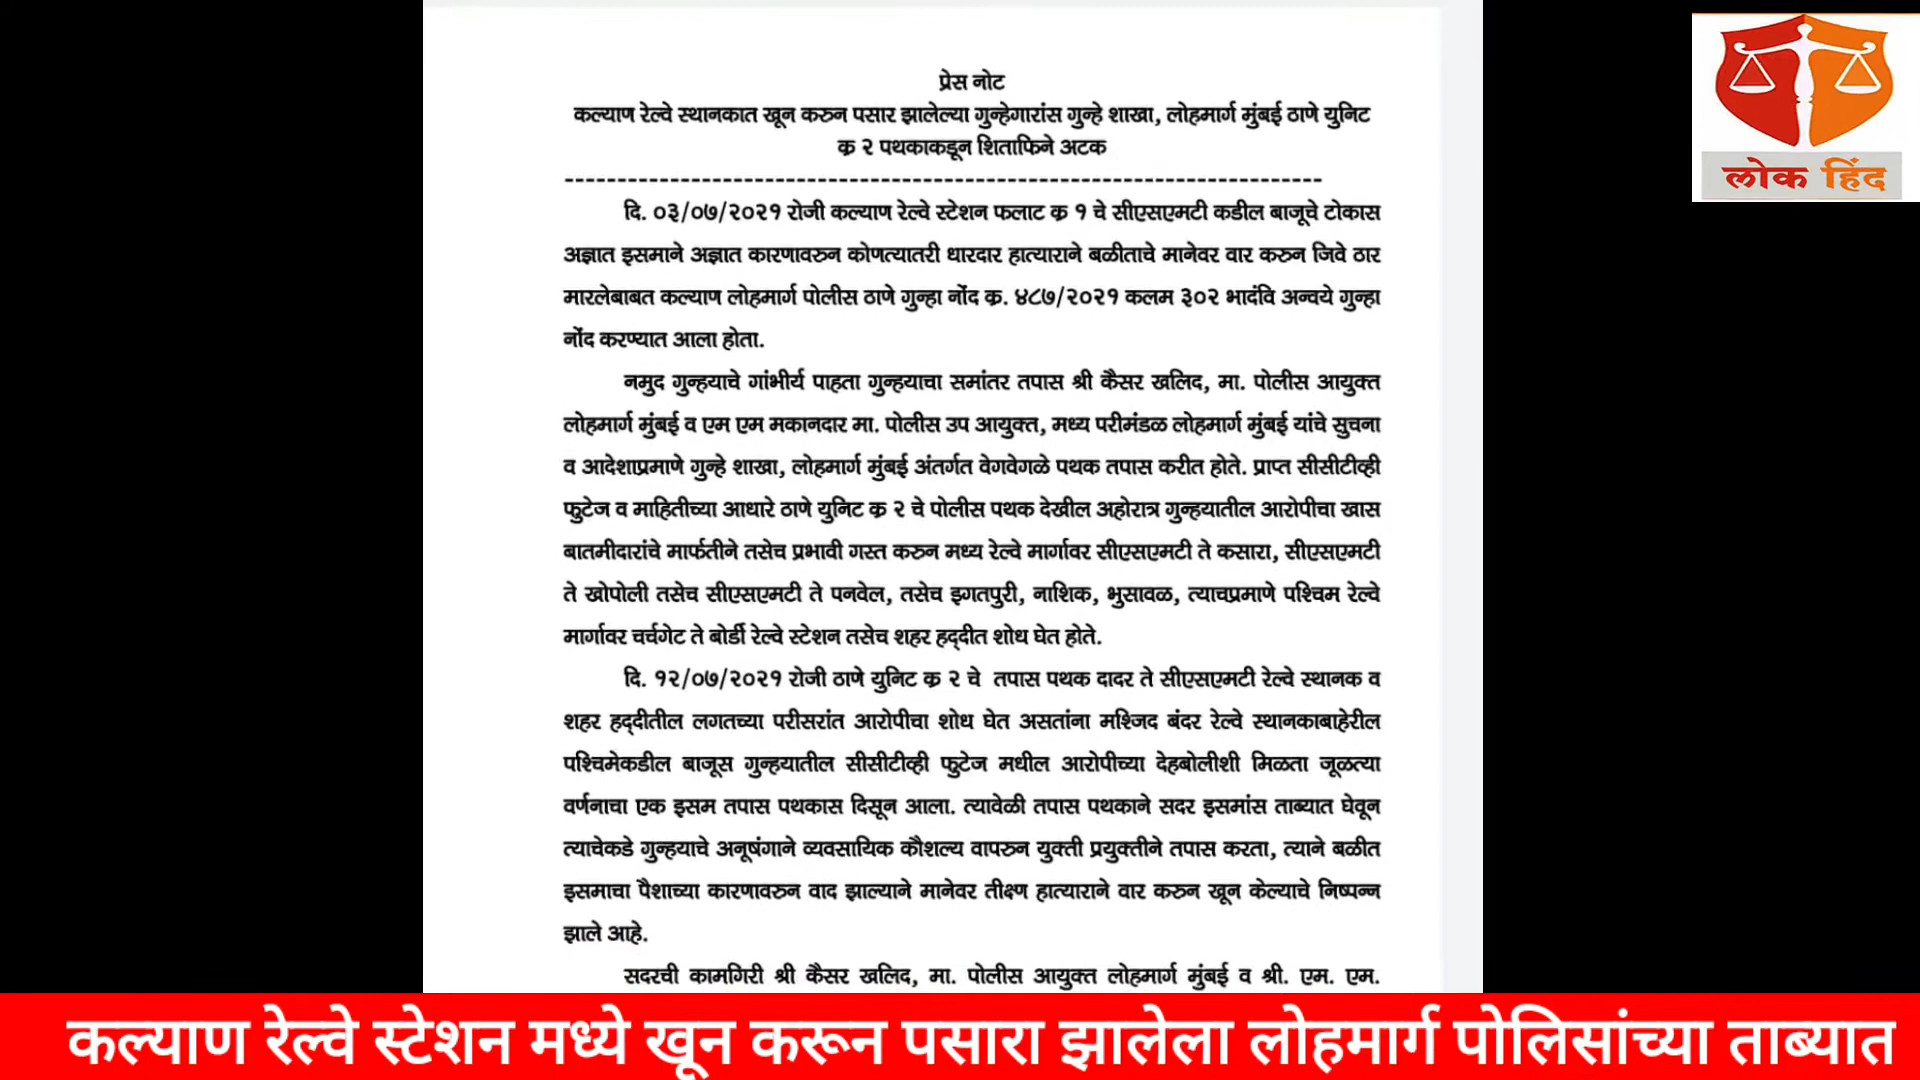 प्रेस नोट
कल्याण रेल्वे स्थानकात खून करुन पसार झालेल्या गुन्हेगारांस गुन्हे शाखा, लोहमार्ग मुंबई ठाणे युनिट
क्र २ पथकाकडून शिताफिने अटक
------------------------------------------------------------------------
दि. ०३/०७/२०२१ रोजी कल्याण रेल्वे स्टेशन फलाट क्र १ चे सीएसएमटी कडील बाजूचे टोकास
अज्ञात इसमाने अज्ञात कारणावरुन कोणत्यातरी धारदार हात्याराने बळीताचे मानेवर वार करुन जिवे ठार
मारलेबाबत कल्याण लोहमार्ग पोलीस ठाणे गुन्हा नोंद क्र. ४८७/२०२१ कलम ३०२ भादंवि अन्वये गुन्हा
नोंद करण्यात आला होता.
नमुद गुन्हयाचे गांभीर्य पाहता गुन्हयाचा समांतर तपास श्री कैसर खलिद, मा. पोलीस आयुक्त
लोहमार्ग मुंबई व एम एम मकानदार मा. पोलीस उप आयुक्त, मध्य परीमंडळ लोहमार्ग मुंबई यांचे सुचना
व आदेशाप्रमाणे गुन्हे शाखा, लोहमार्ग मुंबई अंतर्गत वेगवेगळे पथक तपास करीत होते. प्राप्त सीसीटीव्ही
फुटेज व माहितीच्या आधारे ठाणे युनिट क्र २ चे पोलीस पथक देखील अहोरात्र गुन्हयातील आरोपीचा खास
बातमीदारांचे मार्फतीने तसेच प्रभावी गस्त करुन मध्य रेल्वे मार्गावर सीएसएमटी ते कसारा, सीएसएमटी
ते खोपोली तसेच सीएसएमटी ते पनवेल, तसेच इगतपुरी, नाशिक, भुसावळ, त्याचप्रमाणे पश्चिम रेल्वे
मार्गावर चर्चगेट ते बोर्डी रेल्वे स्टेशन तसेच शहर हद्दीत शोध घेत होते.
दि. १२/०७/२०२१ रोजी ठाणे युनिट क्र २ चे तपास पथक दादर ते सीएसएमटी रेल्वे स्थानक व
शहर हद्दीतील लगतच्या परीसरांत आरोपीचा शोध घेत असतांना मश्जिद बंदर रेल्वे स्थानकाबाहेरील
पश्चिमेकडील बाजूस गुन्हयातील सीसीटीव्ही फुटेज मधील आरोपीच्या देहबोलीशी मिळता जूळत्या
वर्णनाचा एक इसम तपास पथकास दिसून आला. त्यावेळी तपास पथकाने सदर इसमांस ताब्यात घेवून
त्याचेकडे गुन्हयाचे अनूषंगाने व्यवसायिक कौशल्य वापरुन युक्ती प्रयुक्तीने तपास करता, त्याने बळीत
इसमाचा पैशाच्या कारणावरुन वाद झाल्याने मानेवर तीक्ष्ण हात्याराने वार करुन खून केल्याचे निष्पन्न
झाले आहे.
सदरची कामगिरी श्री कैसर खलिद, मा. पोलीस आयुक्त लोहमार्ग मुंबई व श्री. एम. एम.
लोक हिंद
कल्याण रेल्वे स्टेशन मध्ये खून करून पसारा झालेला लोहमार्ग पोलिसांच्या ताब्यात